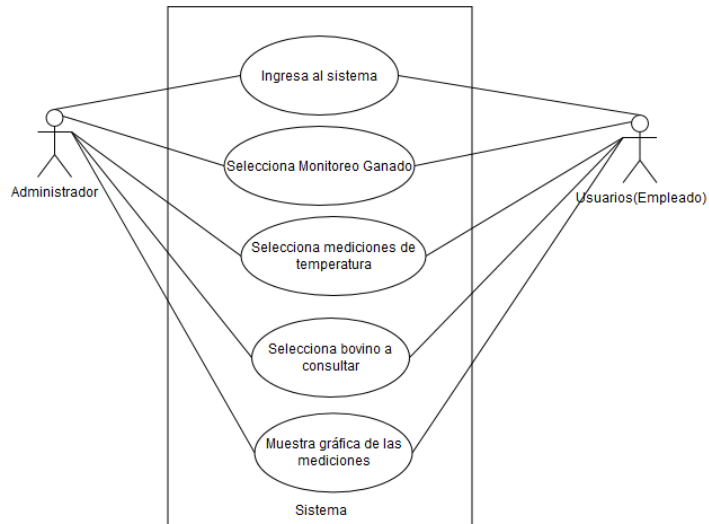 Ingresa al sistema
Selecciona Monitoreo Ganado
Administrador
Usuarios(Empleado)
Selecciona mediciones de
temperatura
Selecciona bovino a
consultar
Muestra gráfica de las
mediciones
Sistema